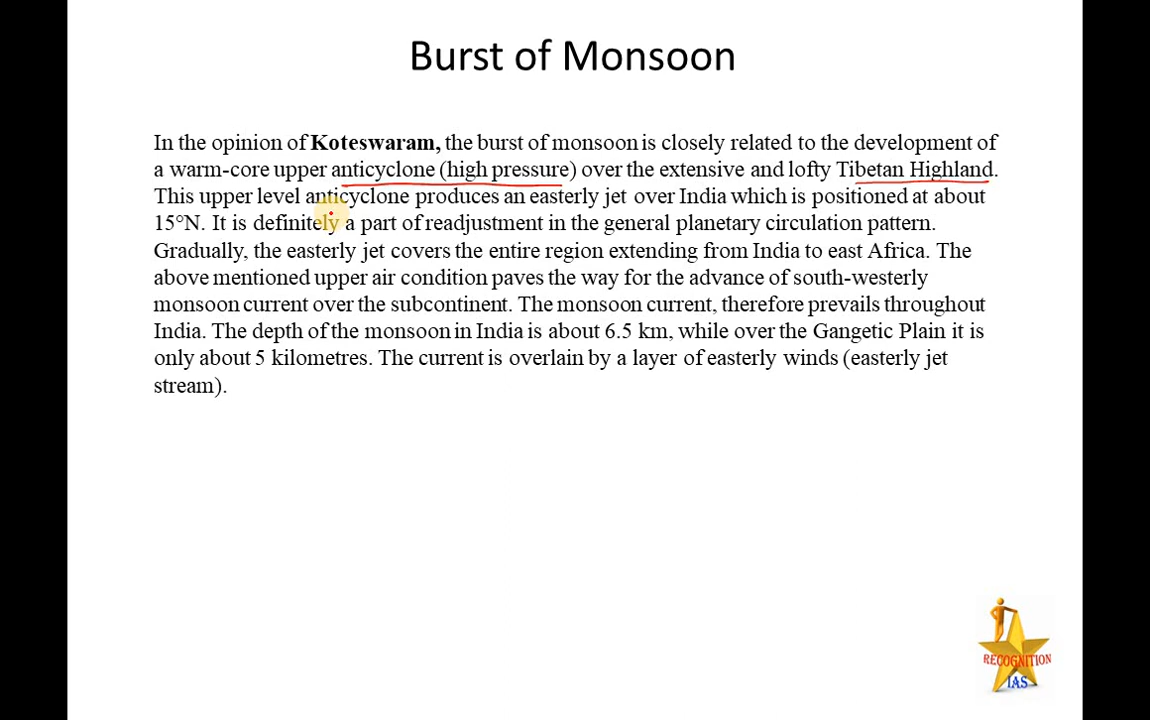 Burst of Monsoon
In the opinion of Koteswaram, the burst of monsoon is closely related to the development of
a warm-core upper anticyclone (high pressure) over the extensive and lofty Tibetan Highland.
This upper level anticyclone produces an easterly jet over India which is positioned at about
15°N. It is definitely a part of readjustment in the general planetary circulation pattern.
Gradually, the easterly jet covers the entire region extending from India to east Africa. The
above mentioned upper air condition paves the way for the advance of south-westerly
monsoon current over the subcontinent. The monsoon current, therefore prevails throughout
India. The depth of the monsoon in India is about 6.5 km, while over the Gangetic Plain it is
only about 5 kilometres. The current is overlain by a layer of easterly winds (easterly jet
stream).
RECOGNITION
IAS